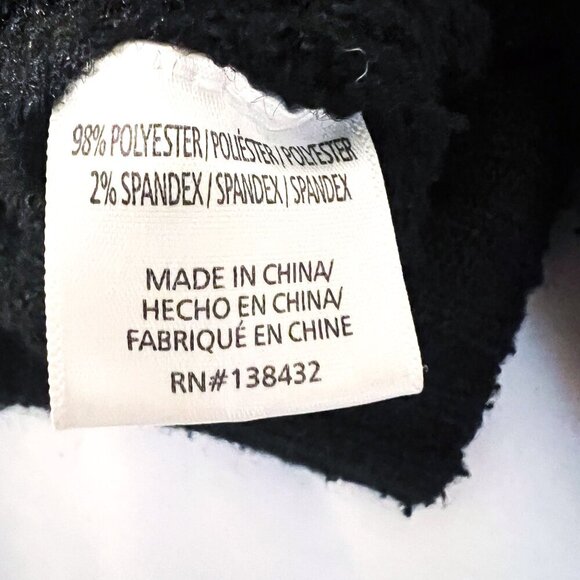 98% POLYESTER/POLIÉSTER/POLYESTER
2% SPANDEX/SPANDEX/SPANDEX
MADE IN CHINA/
HECHO EN CHINA/
FABRIQUÉ EN CHINE
RN#138432